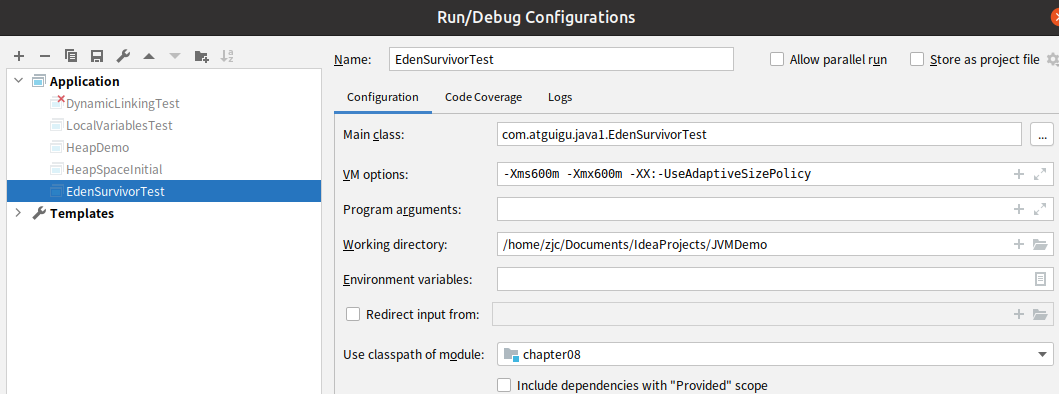 Run/Debug Configurations
Name: EdenSurvivorTest
Allow parallel run
Store as project file
Application
DynamicLinkingTest
LocalVariablesTest
HeapDemo
HeapSpaceInitial
EdenSurvivorTest
Templates
Configuration Code Coverage Logs
Main class: com.atguigu.java1.EdenSurvivorTest ...
VM options: -Xms600m -Xmx600m -XX:-UseAdaptiveSizePolicy
Program arguments:
Working directory: /home/zjc/Documents/IdeaProjects/JVMDemo
Environment variables:
Redirect input from:
Use classpath of module: chapter08
Include dependencies with "Provided" scope